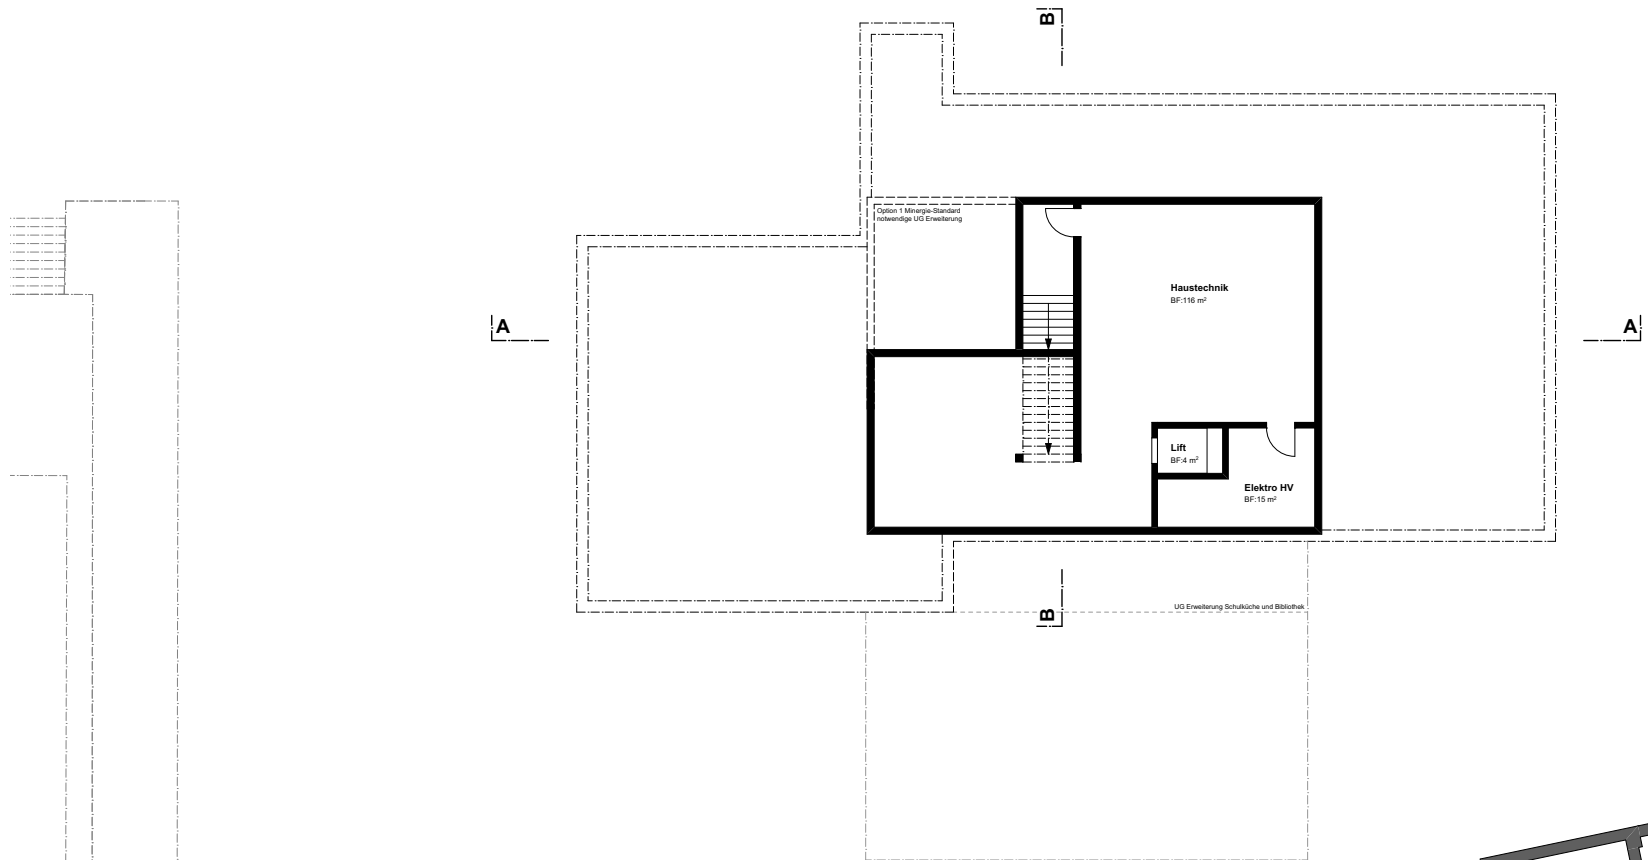 B
Option 1 Minergie-Standard
notwendige UG Erweiterung
Haustechnik
BF:116 m²
A
A
Lift
BF:4 m²
Elektro HV
BF:15 m²
UG Erweiterung Schulküche und Bibliothek
B